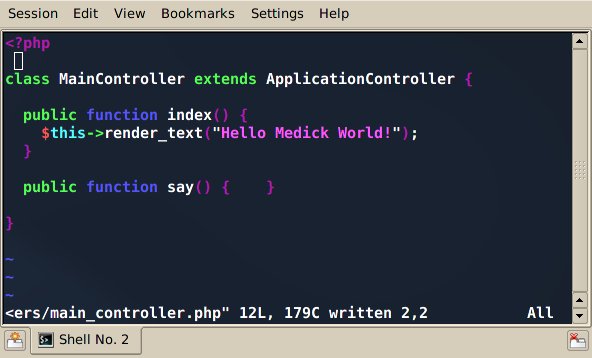 Session Edit View Bookmarks Settings Help
<?php
class MainController extends ApplicationController {
public function index() {
$this->render_text("Hello Medick World!");
}
public function say() {    }
}
~
~
~
<ers/main_controller.php" 12L, 179C written 2,2 All
Shell No. 2